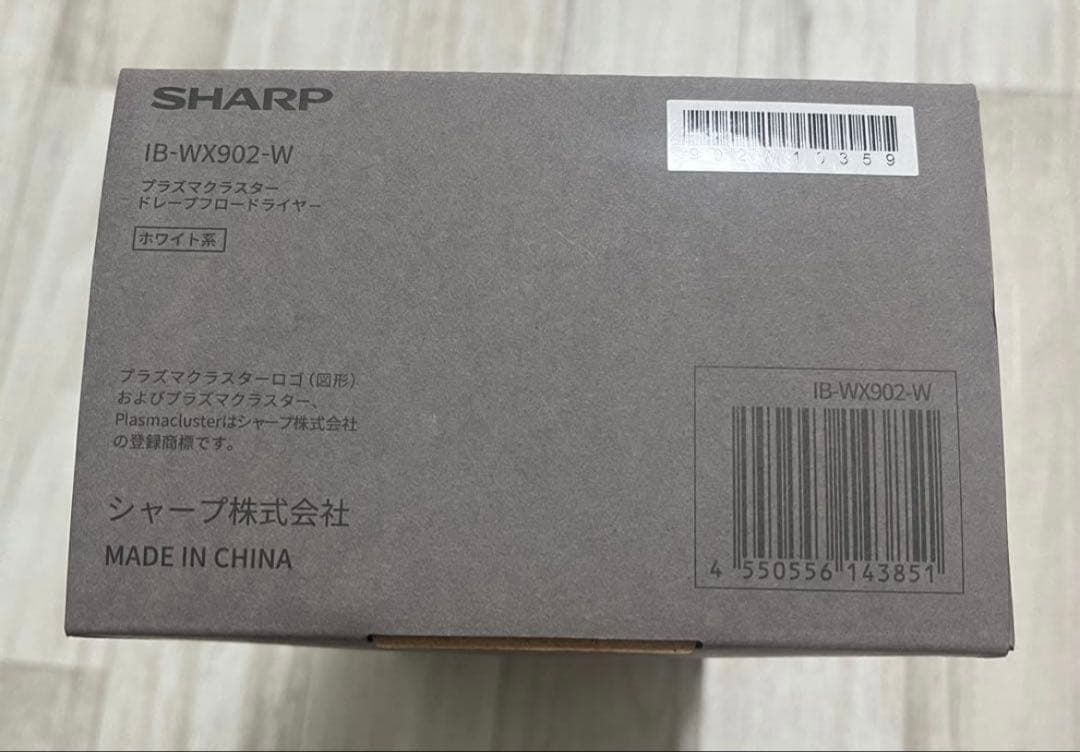 SHARP
IB-WX902-W
プラズマクラスター
ドレープフロードライヤー
ホワイト系
902W10359
プラズマクラスターロゴ(図形)
およびプラズマクラスター、
Plasmaclusterはシャープ株式会社
の登録商標です。
シャープ株式会社
MADE IN CHINA
IB-WX902-W
4 550556 143851